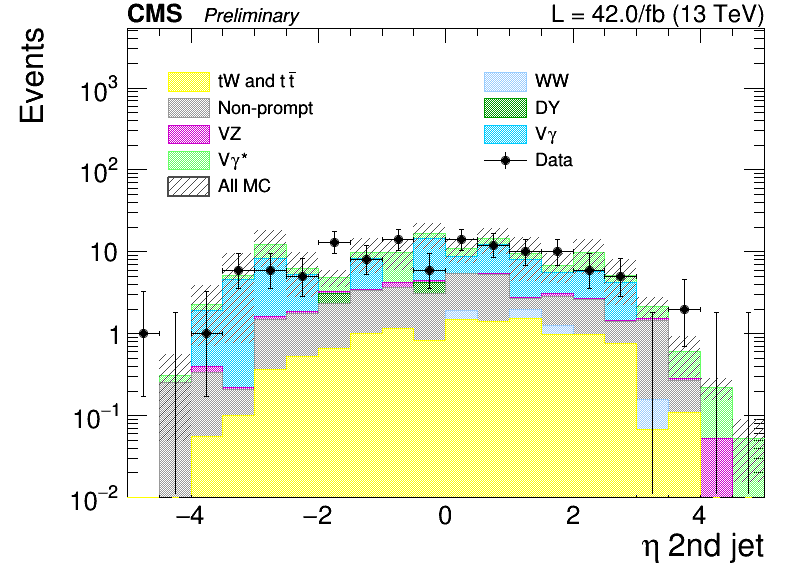 CMS Preliminary L = 42.0/fb (13 TeV)
Events
tW and t t̅
Non-prompt
VZ
Vγ*
All MC
WW
DY
Vγ
Data
10³
10²
10
1
10⁻¹
10⁻²
−4 −2 0 2 4
η 2nd jet